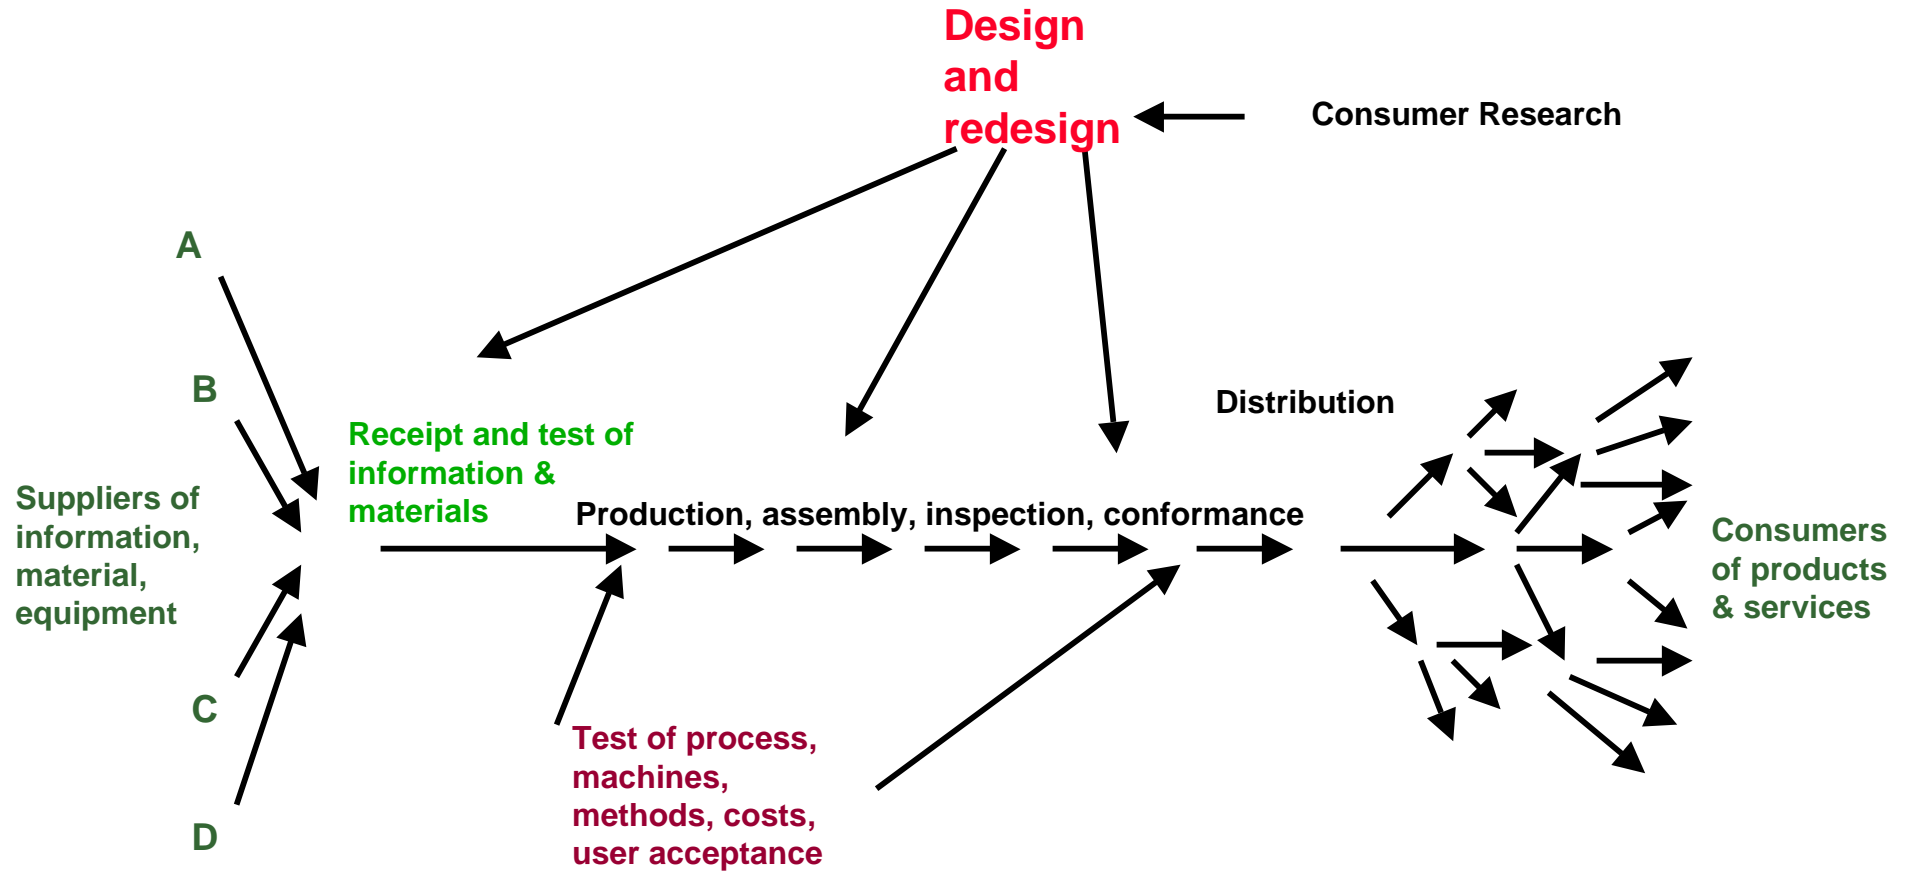 Design
and
redesign
Consumer Research
A
B
Distribution
Receipt and test of
information &
materials
Suppliers of
information,
material,
equipment
Production, assembly, inspection, conformance
Consumers
of products
& services
C
D
Test of process,
machines,
methods, costs,
user acceptance